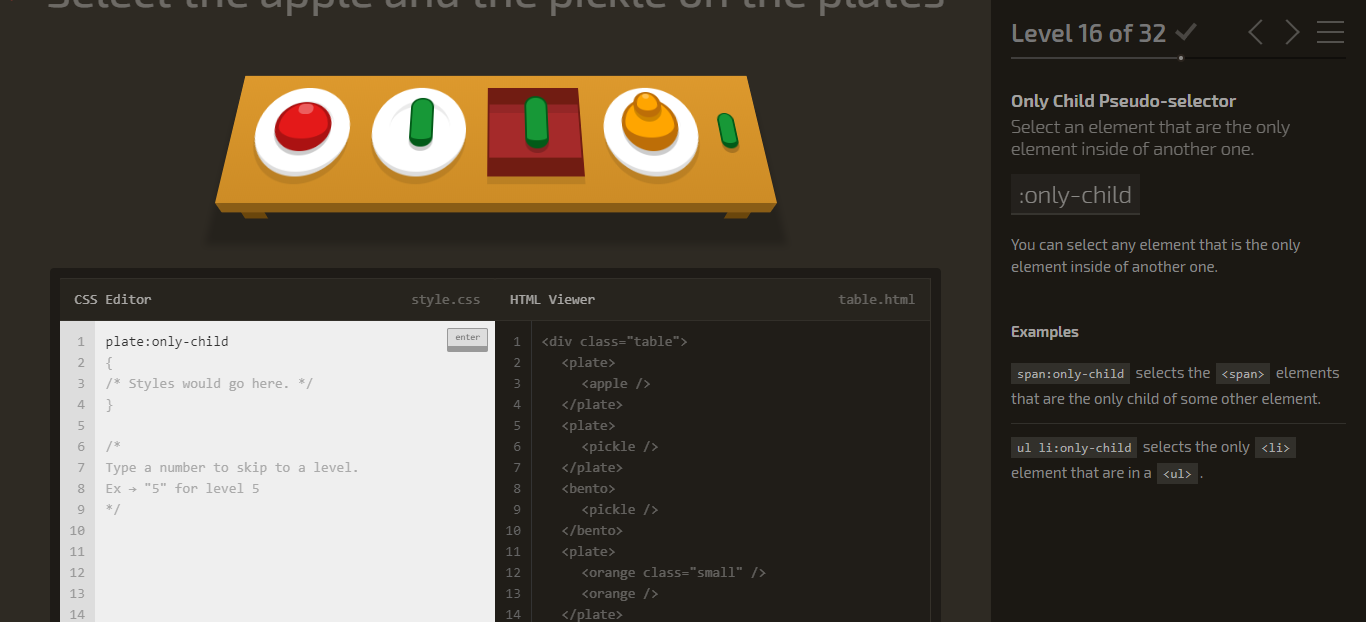 Select the apple and the pickle on the plates
Level 16 of 32
Only Child Pseudo-selector
Select an element that are the only
element inside of another one.
:only-child
You can select any element that is the only
element inside of another one.
Examples
span:only-child selects the <span> elements
that are the only child of some other element.
ul li:only-child selects the only <li>
element that are in a <ul>.
CSS Editor style.css
1 plate:only-child enter
2 {
3 /* Styles would go here. */
4 }
5
6 /*
7 Type a number to skip to a level.
8 Ex → "5" for level 5
9 */
10
11
12
13
14
HTML Viewer table.html
1 <div class="table">
2 <plate>
3 <apple />
4 </plate>
5 <plate>
6 <pickle />
7 </plate>
8 <bento>
9 <pickle />
10 </bento>
11 <plate>
12 <orange class="small" />
13 <orange />
14 </plate>